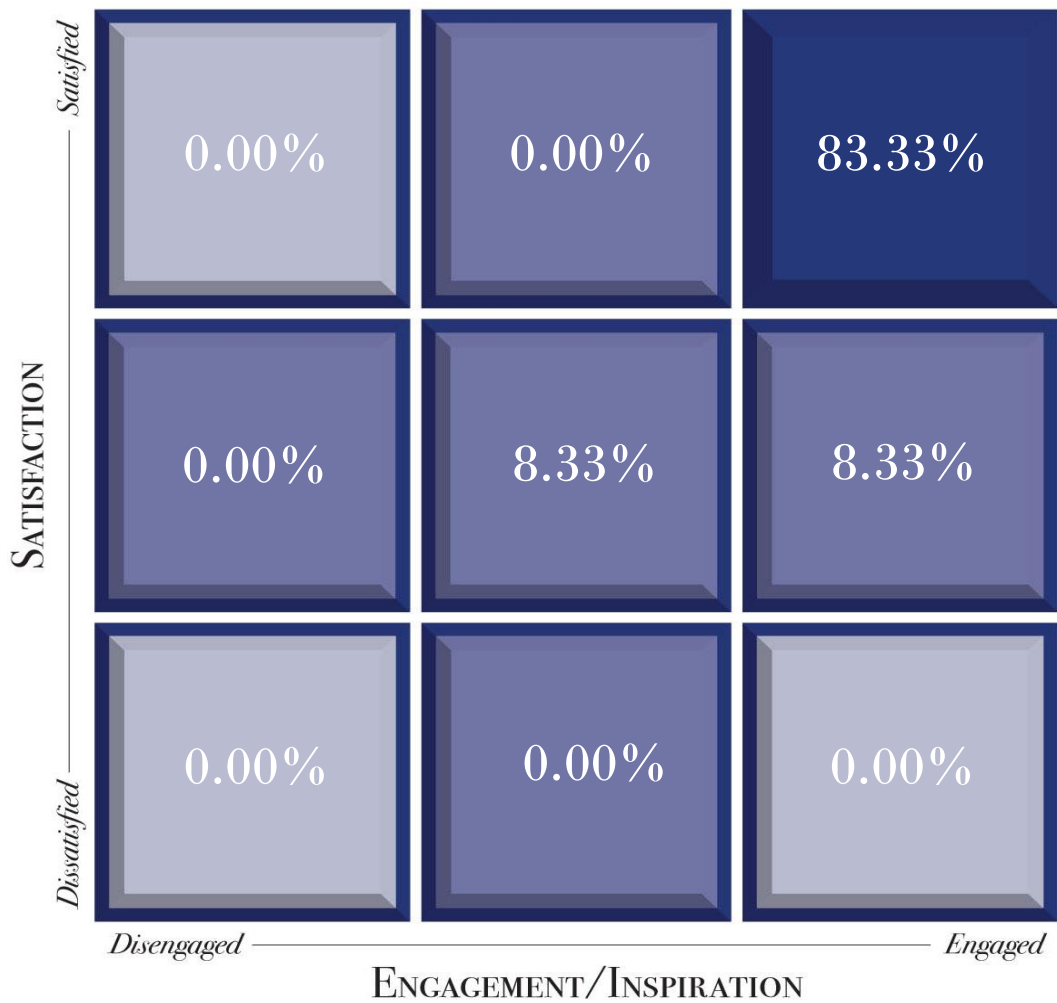 Satisfied
0.00% 0.00% 83.33%
SATISFACTION
0.00% 8.33% 8.33%
0.00% 0.00% 0.00%
Dissatisfied
Disengaged Engaged
ENGAGEMENT/INSPIRATION